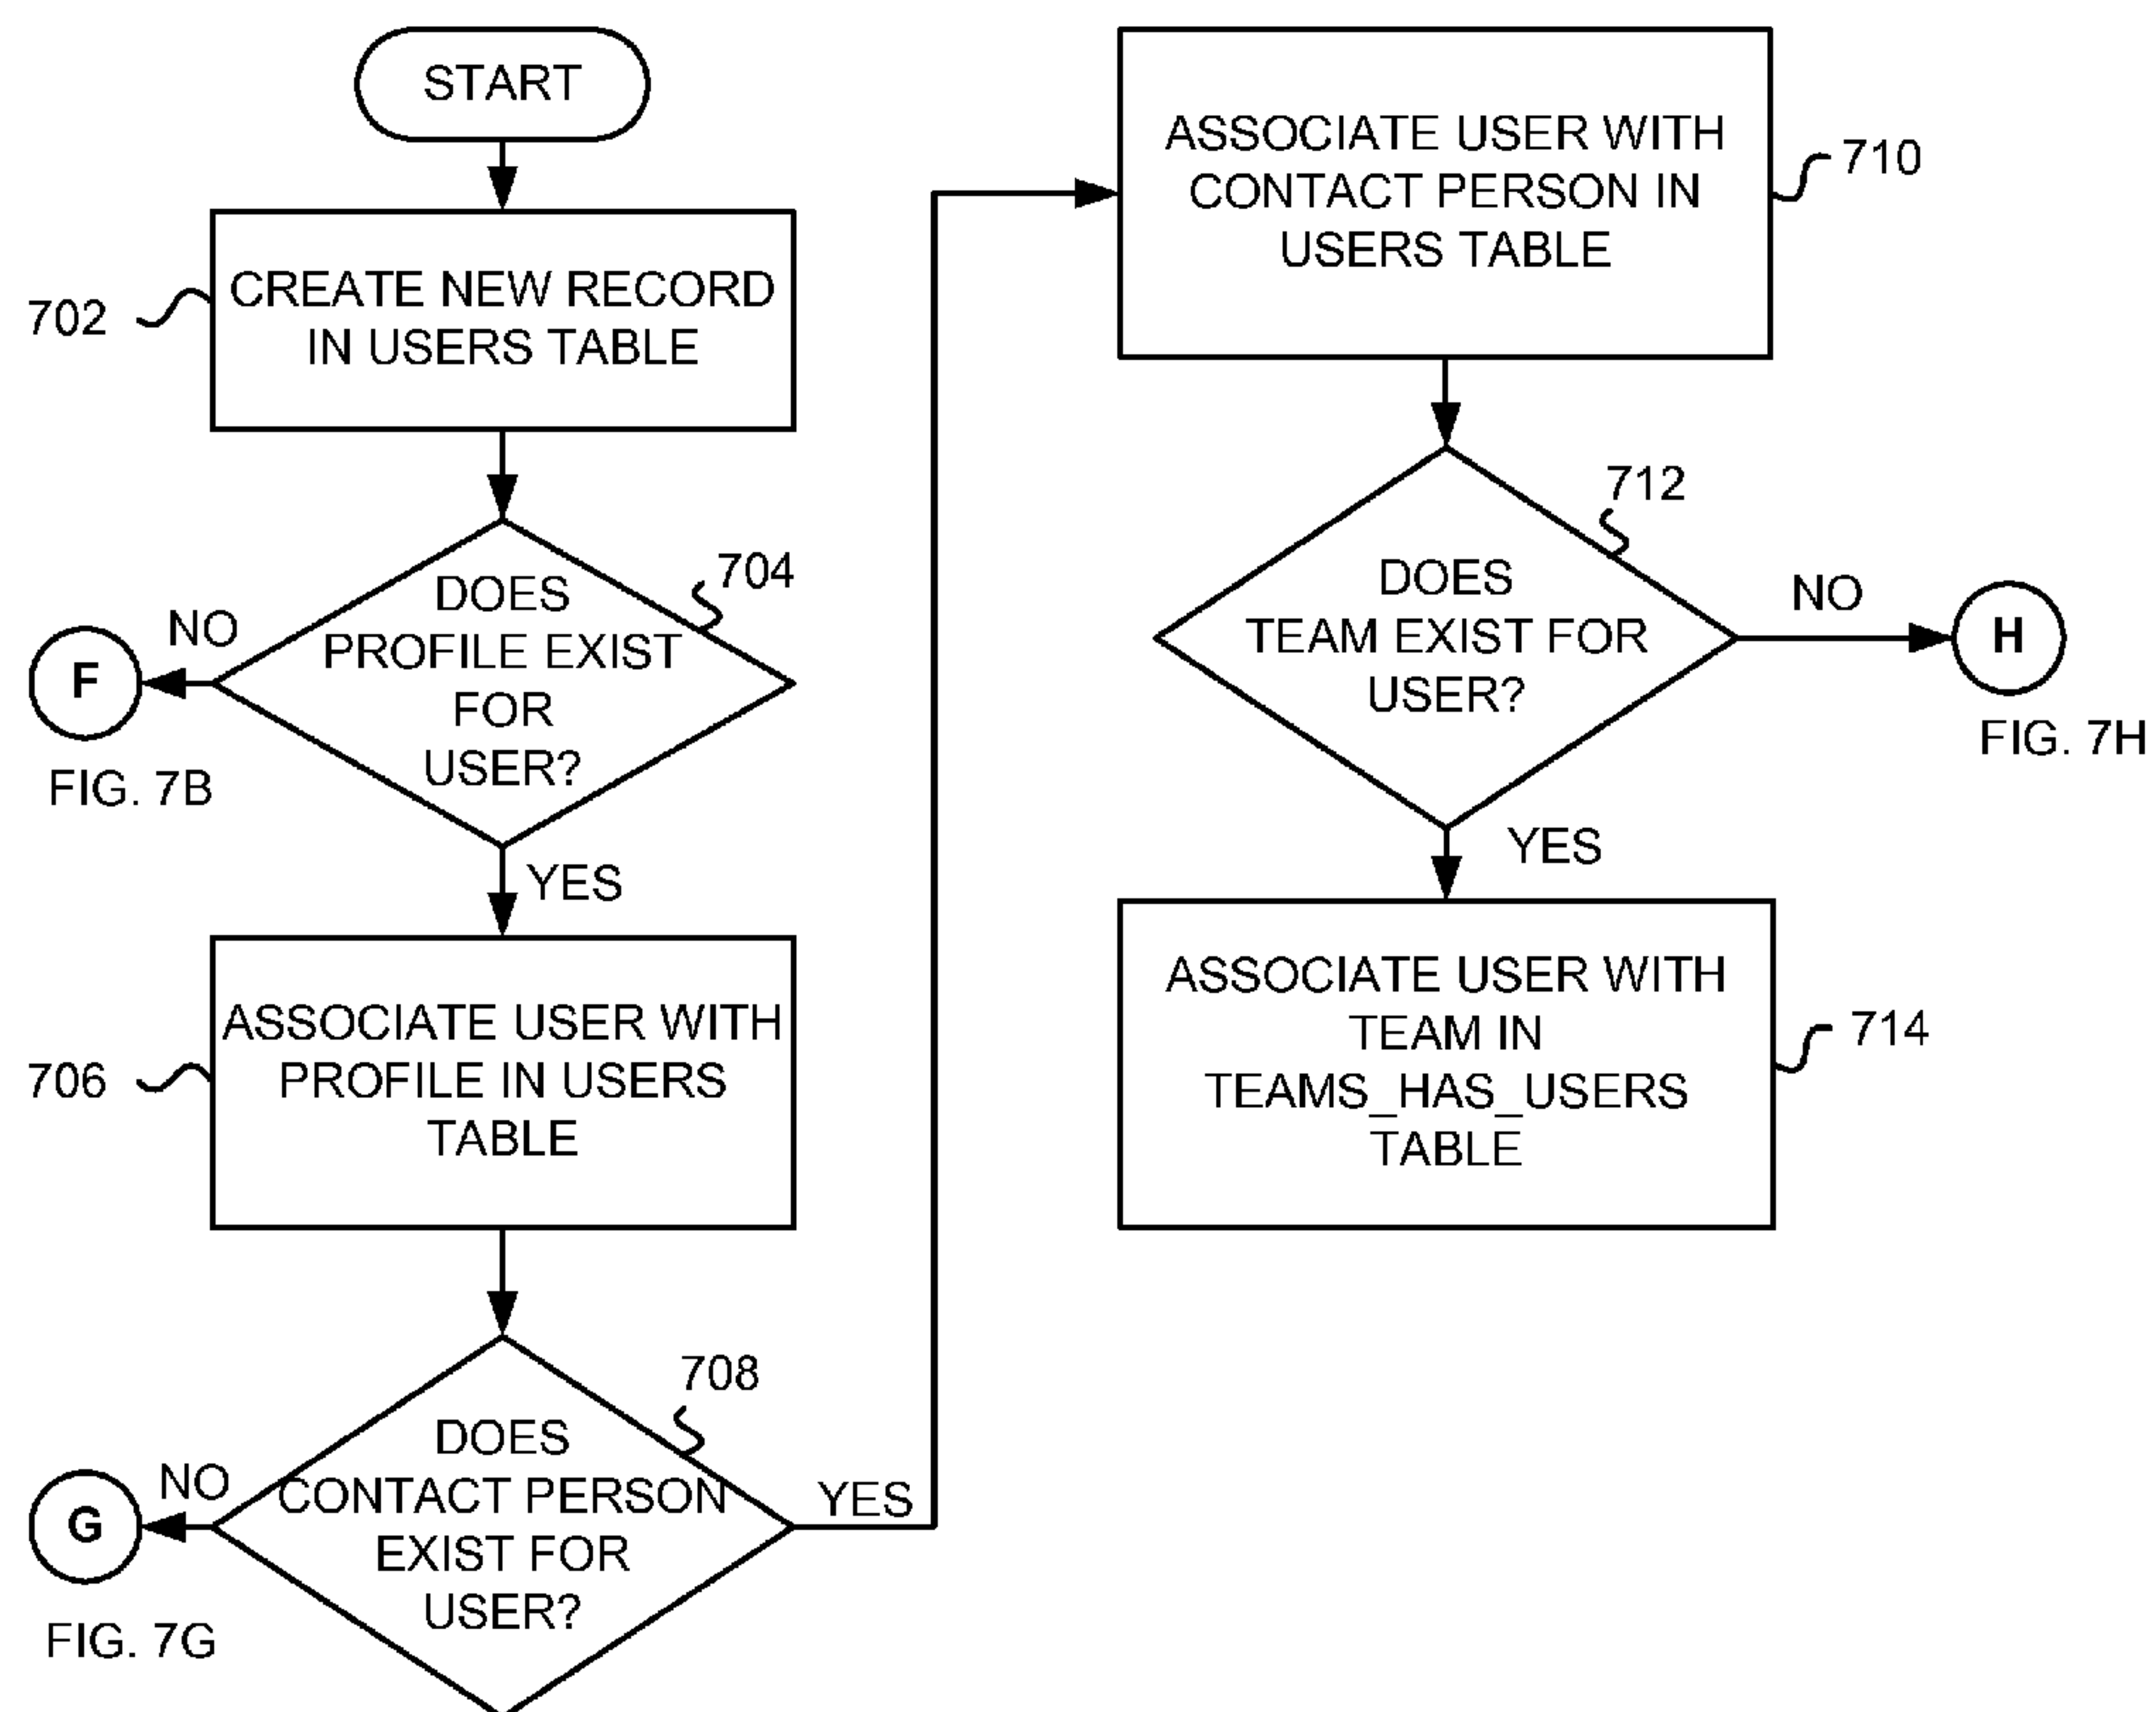 START
702
CREATE NEW RECORD
IN USERS TABLE
704
DOES
PROFILE EXIST
FOR
USER?
NO
F
FIG. 7B
YES
706
ASSOCIATE USER WITH
PROFILE IN USERS
TABLE
708
DOES
CONTACT PERSON
EXIST FOR
USER?
NO
G
FIG. 7G
YES
ASSOCIATE USER WITH
CONTACT PERSON IN
USERS TABLE
710
712
DOES
TEAM EXIST FOR
USER?
NO
H
FIG. 7H
YES
ASSOCIATE USER WITH
TEAM IN
TEAMS_HAS_USERS
TABLE
714